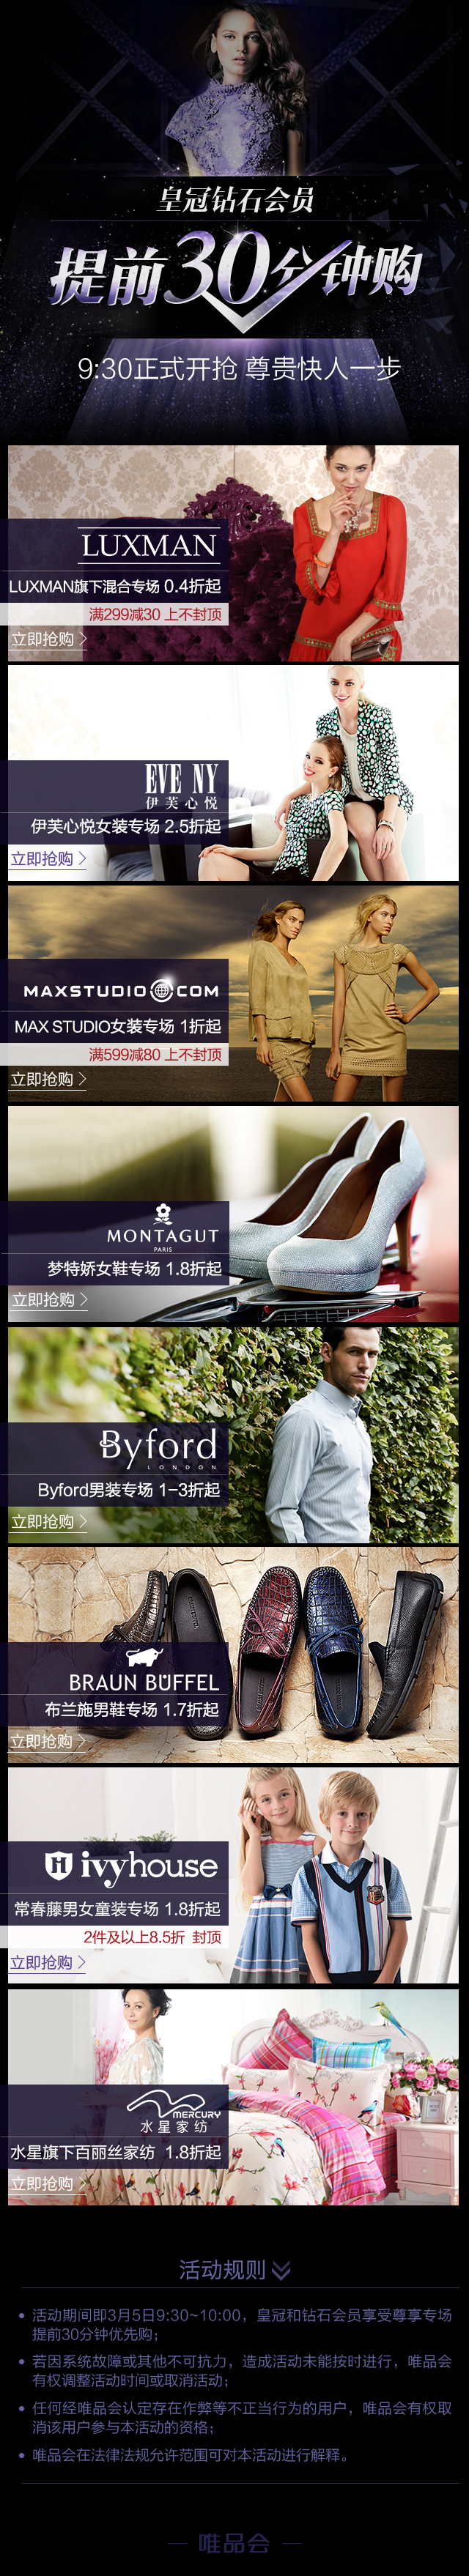 皇冠钻石会员
提前30分钟购
9:30正式开抢 尊贵快人一步
LUXMAN
LUXMAN旗下混合专场 0.4折起
满299减30 上不封顶
立即抢购
EVE NY
伊芙心悦
伊芙心悦女装专场 2.5折起
立即抢购
MAXSTUDIO.COM
MAX STUDIO女装专场 1折起
满599减80 上不封顶
立即抢购
MONTAGUT
PARIS
梦特娇女鞋专场 1.8折起
立即抢购
Byford
LONDON
Byford男装专场 1-3折起
立即抢购
BRAUN BÜFFEL
布兰施男鞋专场 1.7折起
立即抢购
ivyhouse
常春藤男女童装专场 1.8折起
2件及以上8.5折 封顶
立即抢购
MERCURY
水星家纺
水星旗下百丽丝家纺 1.8折起
立即抢购
活动规则
活动期间即3月5日9:30~10:00，皇冠和钻石会员享受尊享专场
提前30分钟优先购；
若因系统故障或其他不可抗力，造成活动未能按时进行，唯品会
有权调整活动时间或取消活动；
任何经唯品会认定存在作弊等不正当行为的用户，唯品会有权取
消该用户参与本活动的资格；
唯品会在法律法规允许范围可对本活动进行解释。
唯品会